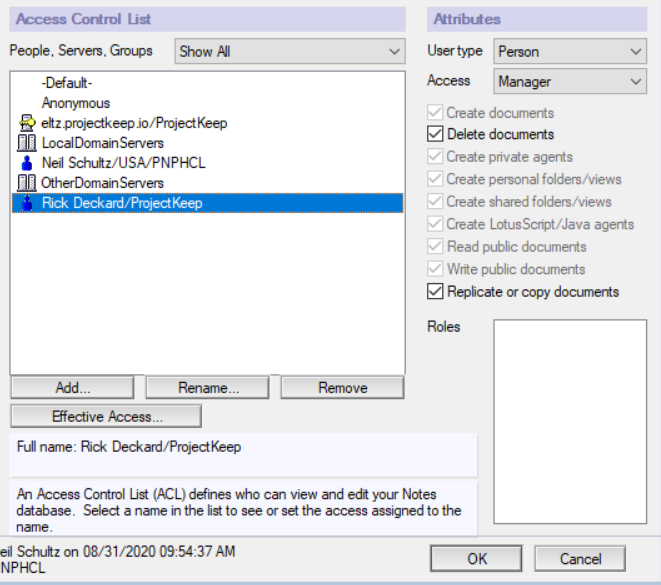 Access Control List
People, Servers, Groups Show All
-Default-
Anonymous
eltz.projectkeep.io/ProjectKeep
LocalDomainServers
Neil Schultz/USA/PNPHCL
OtherDomainServers
Rick Deckard/ProjectKeep
Add... Rename... Remove
Effective Access...
Full name: Rick Deckard/ProjectKeep
An Access Control List (ACL) defines who can view and edit your Notes
database. Select a name in the list to see or set the access assigned to the
name.
Attributes
User type Person
Access Manager
Create documents
Delete documents
Create private agents
Create personal folders/views
Create shared folders/views
Create LotusScript/Java agents
Read public documents
Write public documents
Replicate or copy documents
Roles
eil Schultz on 08/31/2020 09:54:37 AM
NPHCL
OK Cancel